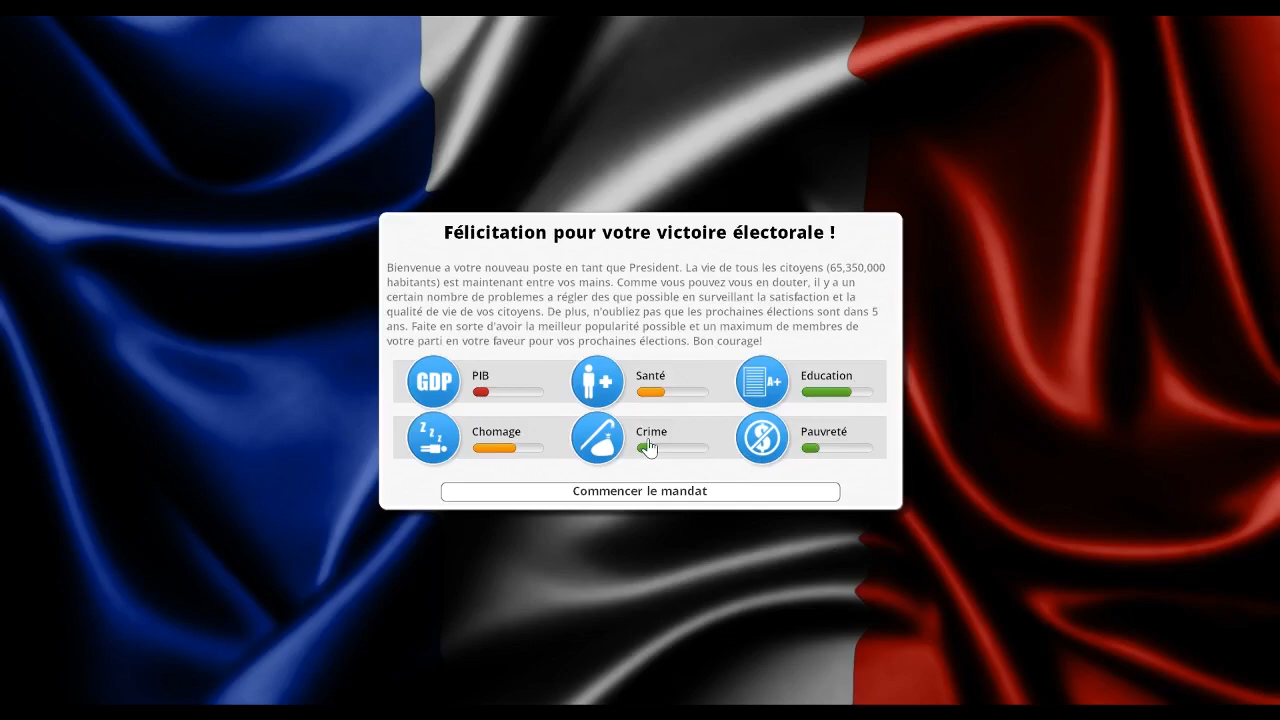 Félicitation pour votre victoire électorale !
Bienvenue a votre nouveau poste en tant que President. La vie de tous les citoyens (65,350,000
habitants) est maintenant entre vos mains. Comme vous pouvez vous en douter, il y a un
certain nombre de problemes a régler des que possible en surveillant la satisfaction et la
qualité de vie de vos citoyens. De plus, n'oubliez pas que les prochaines élections sont dans 5
ans. Faite en sorte d'avoir la meilleur popularité possible et un maximum de membres de
votre parti en votre faveur pour vos prochaines élections. Bon courage!
GDP PIB Santé A+ Education
Z Z Z Chomage Crime $ Pauvreté
Commencer le mandat